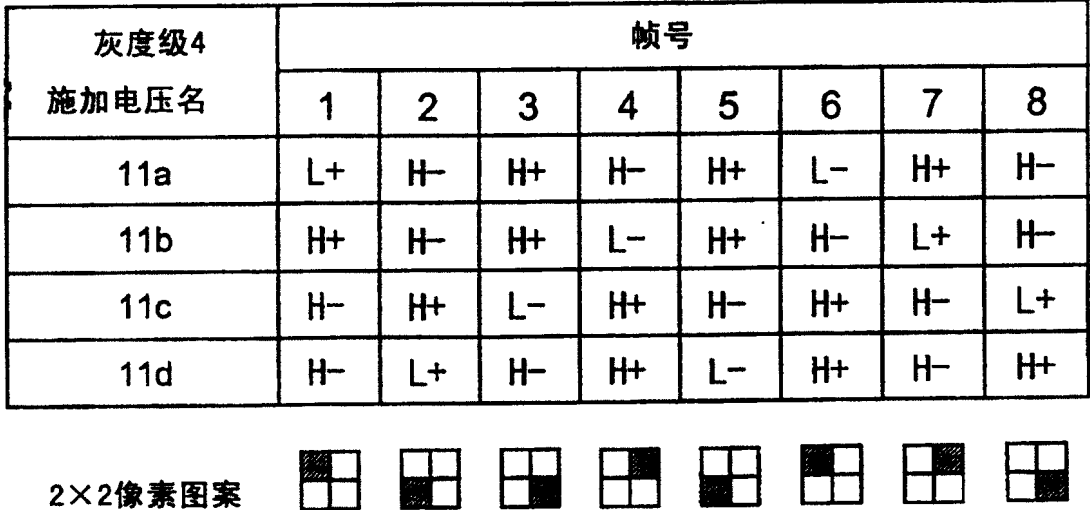 灰度级4
施加电压名
帧号
1 2 3 4 5 6 7 8
11a L+ H- H+ H- H+ L- H+ H-
11b H+ H- H+ L- H+ H- L+ H-
11c H- H+ L- H+ H- H+ H- L+
11d H- L+ H- H+ L- H+ H- H+
2×2像素图案